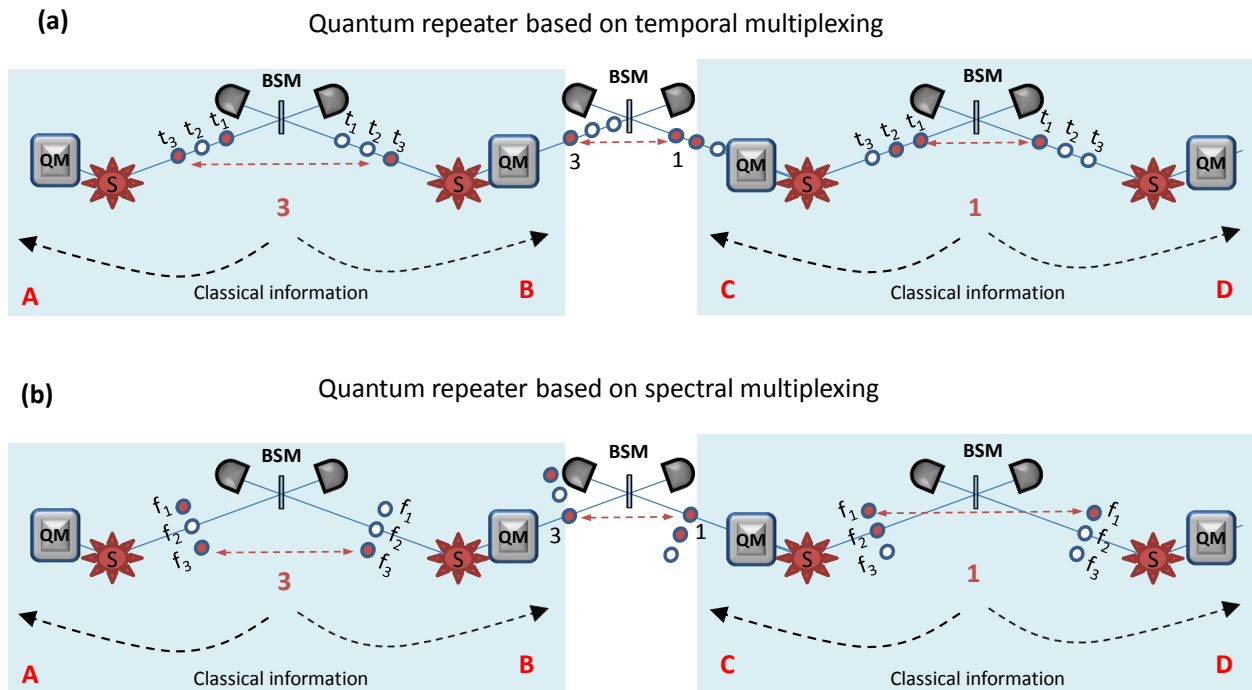 (a)
Quantum repeater based on temporal multiplexing
BSM
BSM
BSM
t3 t2 t1
t1 t2 t3
t3 t2 t1
t1 t2 t3
QM
S
S
QM
3
1
QM
S
S
QM
3
1
Classical information
Classical information
A
B
C
D
(b)
Quantum repeater based on spectral multiplexing
BSM
BSM
BSM
f1
f2
f3
f1
f2
f3
f1
f2
f3
f1
f2
f3
QM
S
S
QM
3
1
QM
S
S
QM
3
1
Classical information
Classical information
A
B
C
D